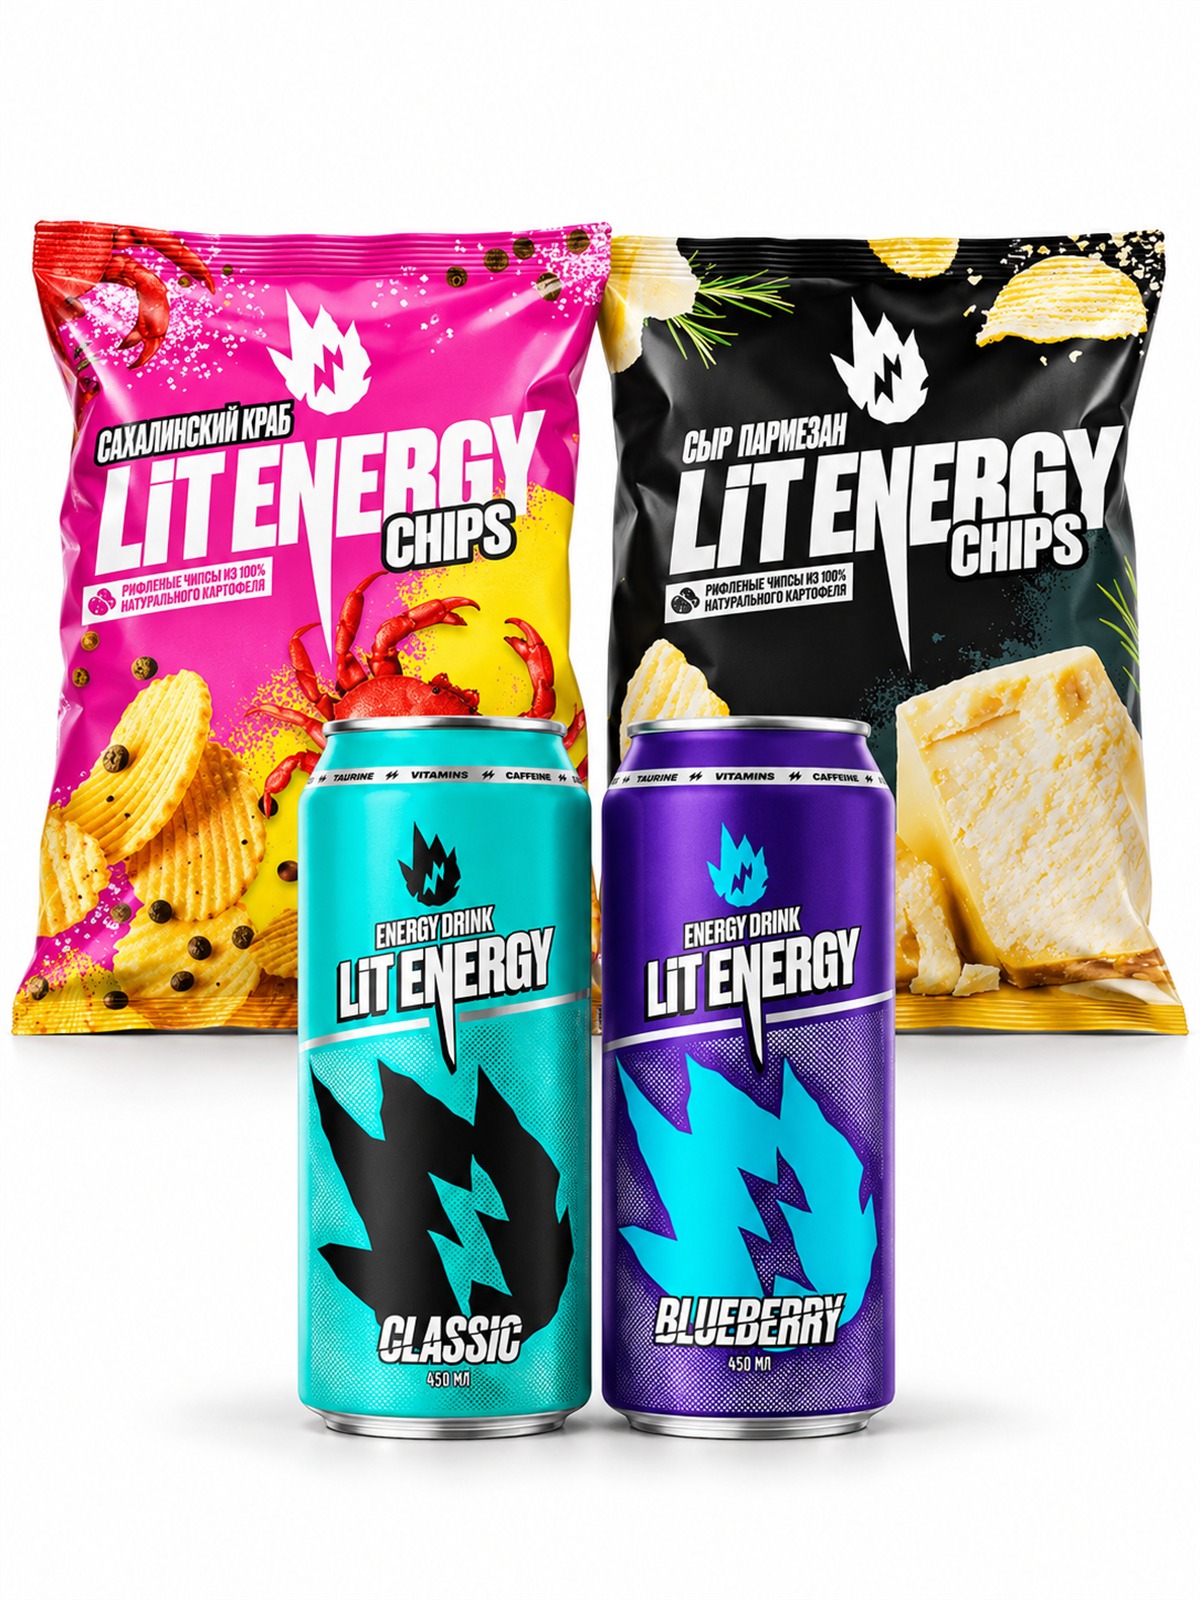 САХАЛИНСКИЙ КРАБ
LiT ENERGY
CHIPS
РИФЛЕНЫЕ ЧИПСЫ ИЗ 100%
НАТУРАЛЬНОГО КАРТОФЕЛЯ
СЫР ПАРМЕЗАН
LiT ENERGY
CHIPS
РИФЛЕНЫЕ ЧИПСЫ ИЗ 100%
НАТУРАЛЬНОГО КАРТОФЕЛЯ
TAURINE VITAMINS CAFFEINE
ENERGY DRINK
LiT ENERGY
CLASSIC
450 МЛ
TAURINE VITAMINS CAFFEINE
ENERGY DRINK
LiT ENERGY
BLUEBERRY
450 МЛ